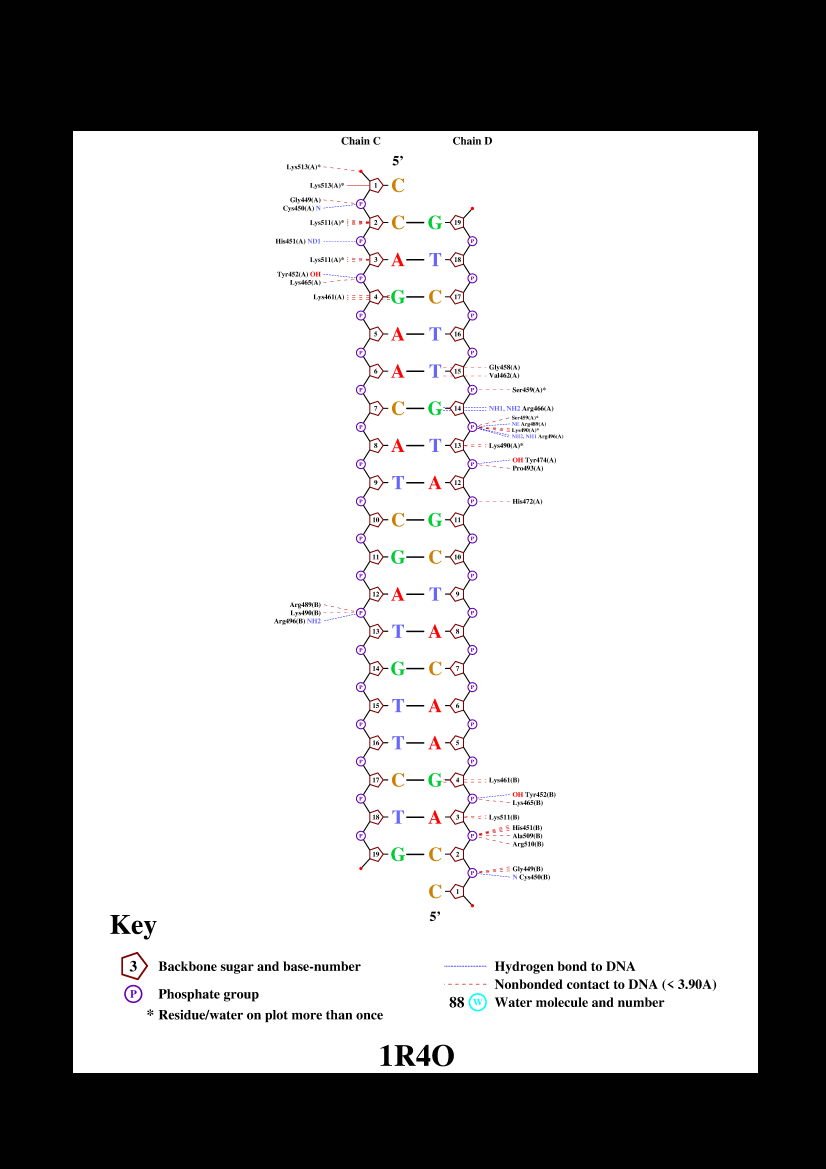 Chain C Chain D
5’
Lys513(A)*
Lys513(A)* 1 C
Gly449(A)
Cys450(A) N P
Lys511(A)* 2 C G 19
His451(A) ND1 P P
Lys511(A)* 3 A T 18
Tyr452(A) OH P P
Lys465(A)
Lys461(A) 4 G C 17
P P
5 A T 16
P P
6 A T 15 Gly458(A)
Val462(A)
P P Ser459(A)*
7 C G 14 NH1, NH2 Arg466(A)
Ser459(A)*
NE Arg489(A)
P P Lys490(A)*
NH2, NH1 Arg496(A)
8 A T 13 Lys490(A)*
P P OH Tyr474(A)
Pro493(A)
9 T A 12
P P His472(A)
10 C G 11
P P
11 G C 10
P P
12 A T 9
Arg489(B)
Lys490(B) P P
Arg496(B) NH2
13 T A 8
P P
14 G C 7
P P
15 T A 6
P P
16 T A 5
P P
17 C G 4 Lys461(B)
P P OH Tyr452(B)
Lys465(B)
18 T A 3 Lys511(B)
His451(B)
P P Ala509(B)
Arg510(B)
19 G C 2
Gly449(B)
P N Cys450(B)
C 1
5’
Key
3 Backbone sugar and base-number
P Phosphate group
* Residue/water on plot more than once
Hydrogen bond to DNA
Nonbonded contact to DNA (< 3.90A)
88 W Water molecule and number
1R4O